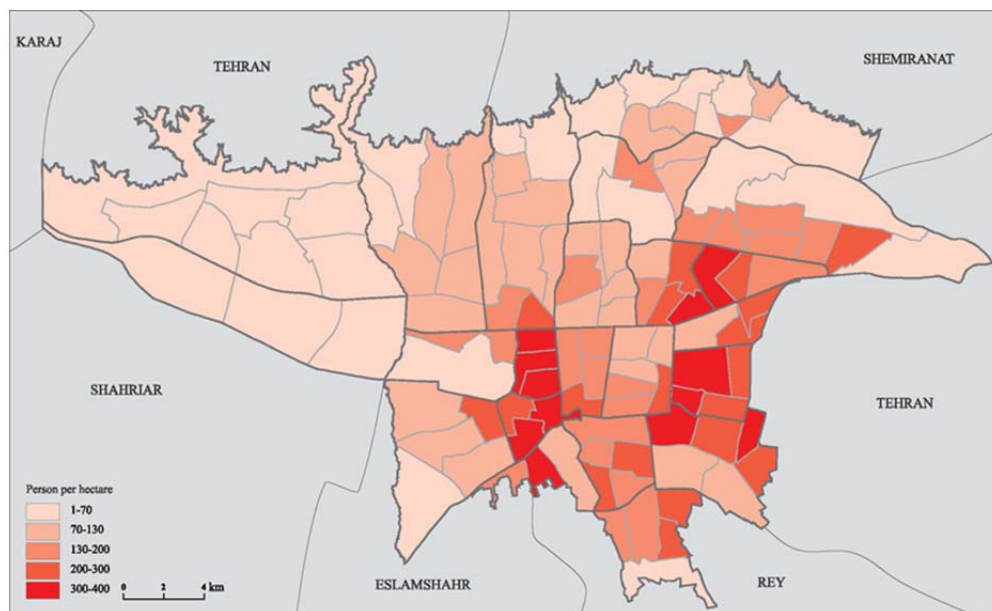 KARAJ
TEHRAN
SHEMIRANAT
SHAHRIAR
TEHRAN
Person per hectare
1-70
70-130
130-200
200-300
300-400
0 2 4 km
ESLAMSHAHR
REY